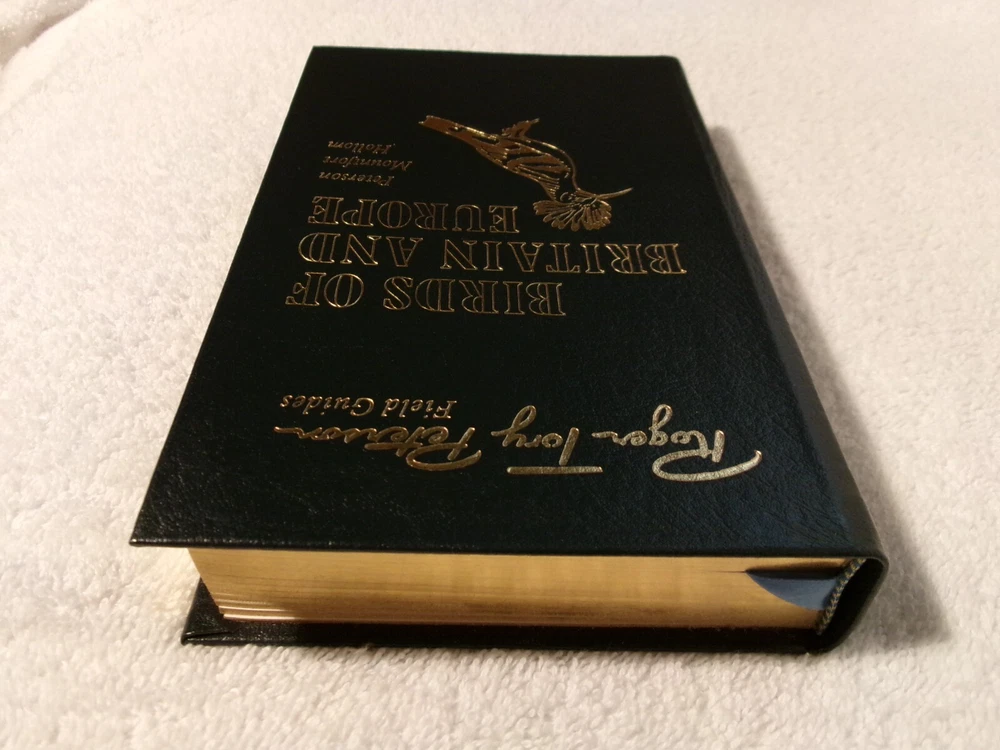 Roger Tory Peterson
Field Guides
BIRDS OF
BRITAIN AND
EUROPE
Peterson
Mountfort
Hollom